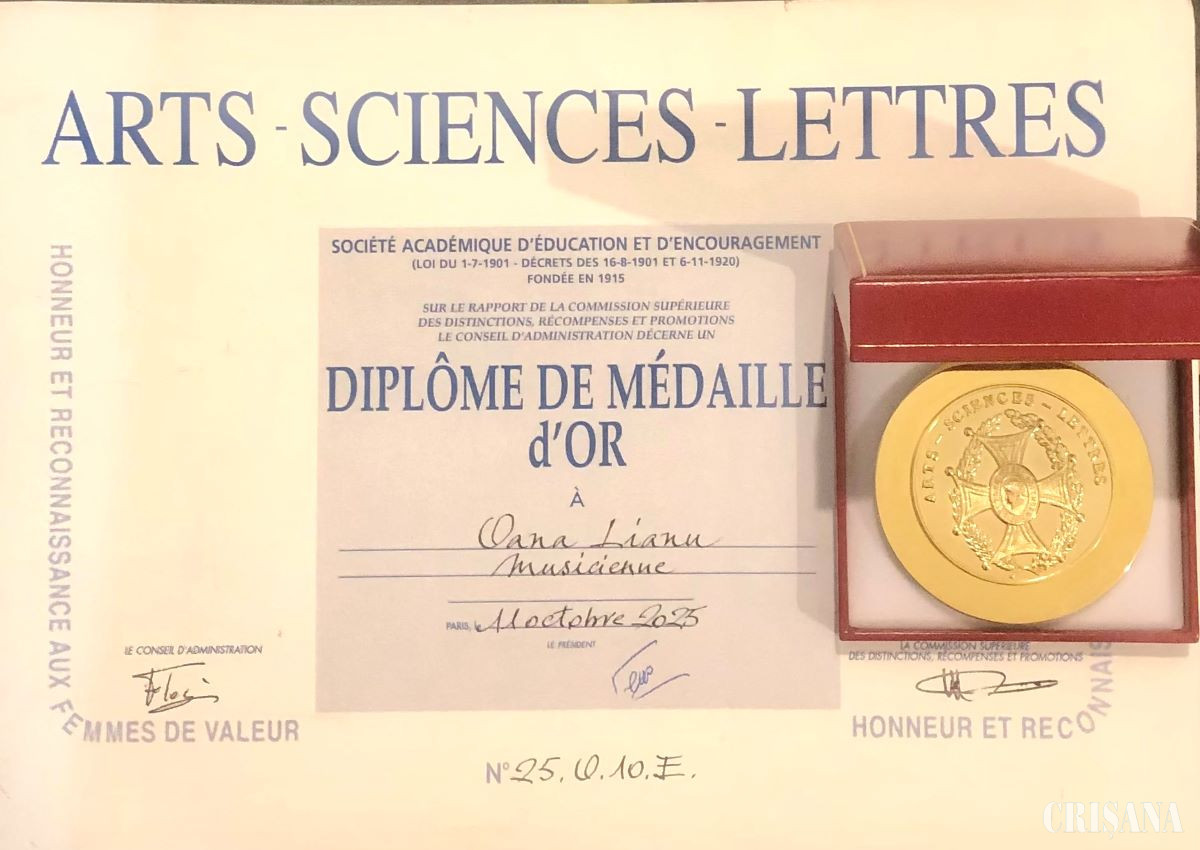 ARTS - SCIENCES - LETTRES
SOCIÉTÉ ACADÉMIQUE D'ÉDUCATION ET D'ENCOURAGEMENT
(LOI DU 1-7-1901 - DÉCRETS DES 16-8-1901 ET 6-11-1920)
FONDÉE EN 1915
SUR LE RAPPORT DE LA COMMISSION SUPÉRIEURE
DES DISTINCTIONS, RÉCOMPENSES ET PROMOTIONS
LE CONSEIL D'ADMINISTRATION DÉCERNE UN
DIPLÔME DE MÉDAILLE
d'OR
À
Oana Lianu
Musicienne
PARIS, le 11 octobre 2025
LE PRÉSIDENT
LE CONSEIL D'ADMINISTRATION
LA COMMISSION SUPÉRIEURE
DES DISTINCTIONS, RÉCOMPENSES ET PROMOTIONS
HONNEUR ET RECONNAISSANCE AUX FEMMES DE VALEUR
HONNEUR ET RECONNAIS
N° 25.O.10.E.
ARTS - SCIENCES - LETTRES
CRIȘANA